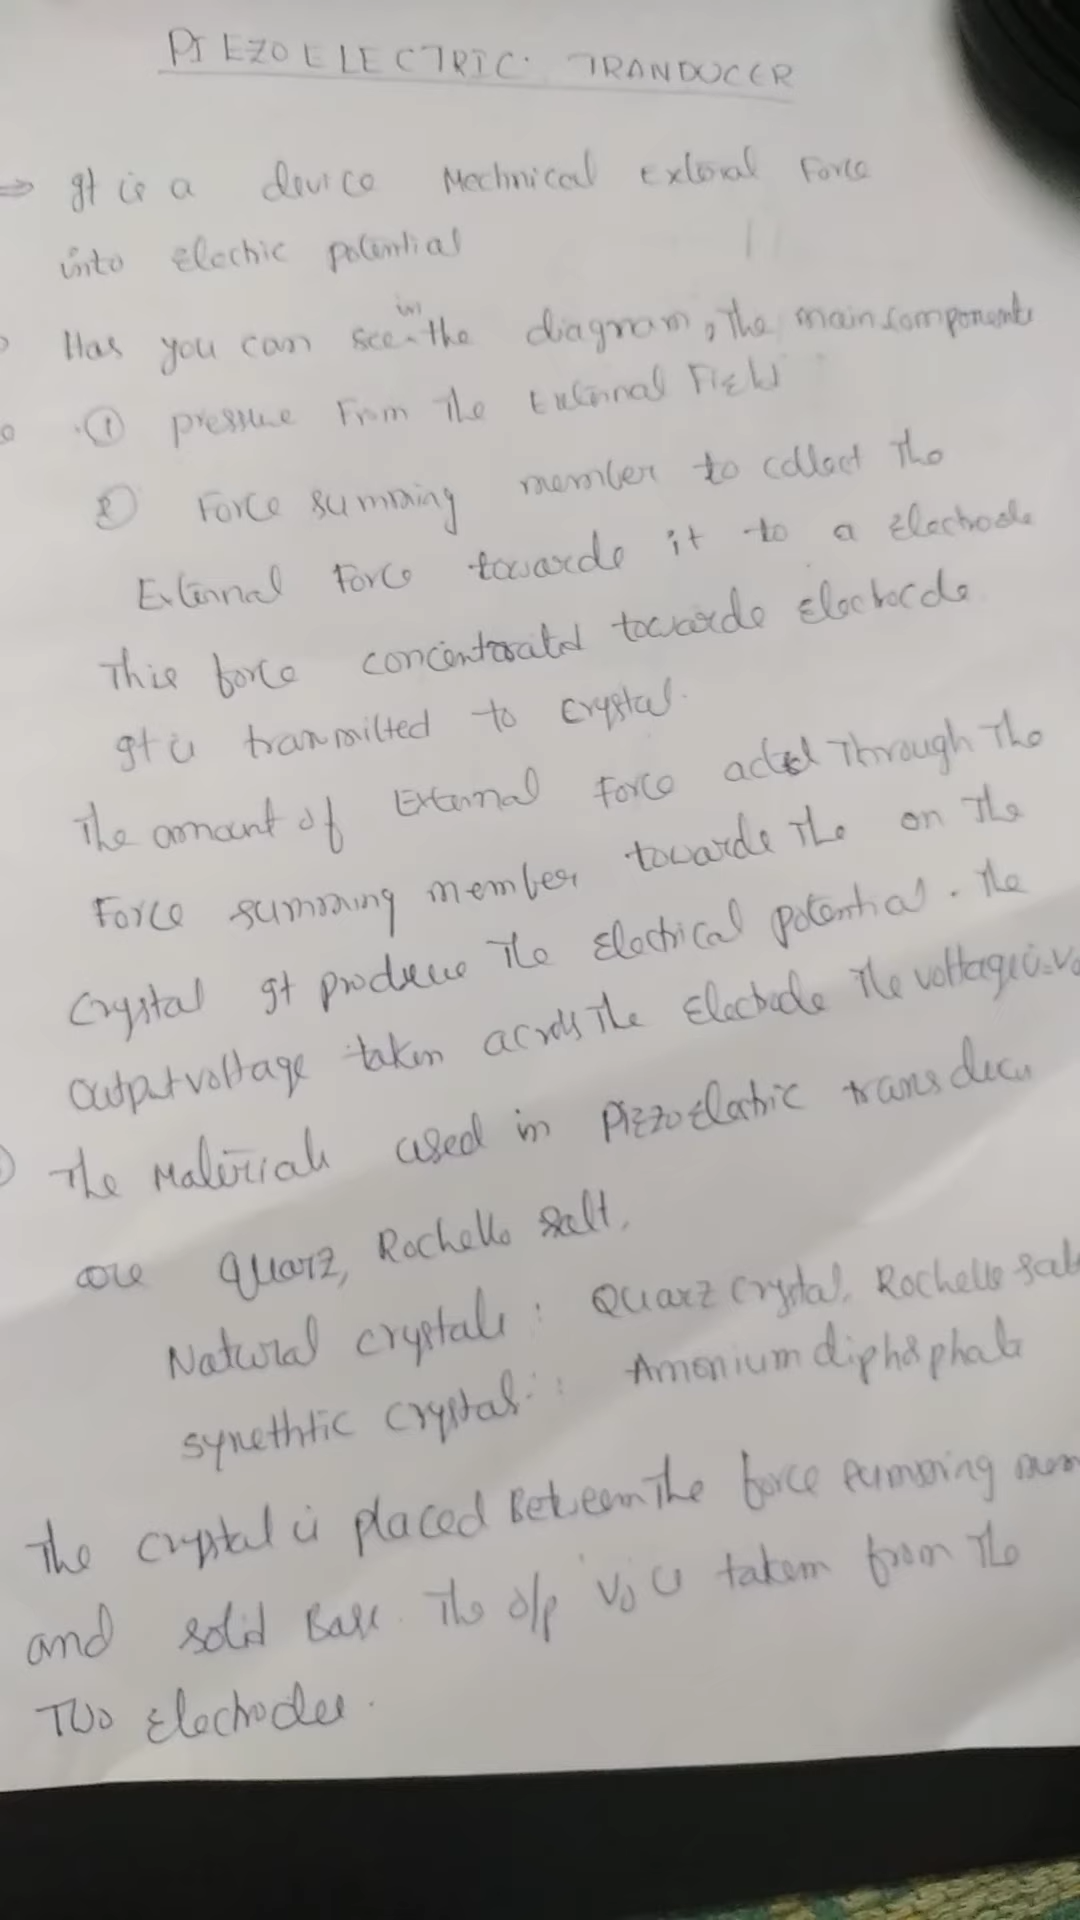 PIEZOELECTRIC TRANDUCER
⇒ It is a device Mechnical External Force
into Electric potential
Has you can see in the diagram, The main components
① pressure From The External Field
② Force summing member to collect The
External Force towards it to a Electrode
This force concentrated towards electrode
It is transmitted to crystal.
The amount of External Force acted Through The
Force summing member towards The on The
Crystal It produce The Electrical potential. The
output voltage taken across The Electrode The voltage is Vo
The Materials used in Piezoelectric transducer
are Quarz, Rochelle Salt,
Natural crystals: Quarz crystal, Rochelle salt
synethtic crystal: Amonium diphosphate
The crystal is placed Between The force summing mem
and solid Base. The o/p Vo is taken from The
Two Electrodes.